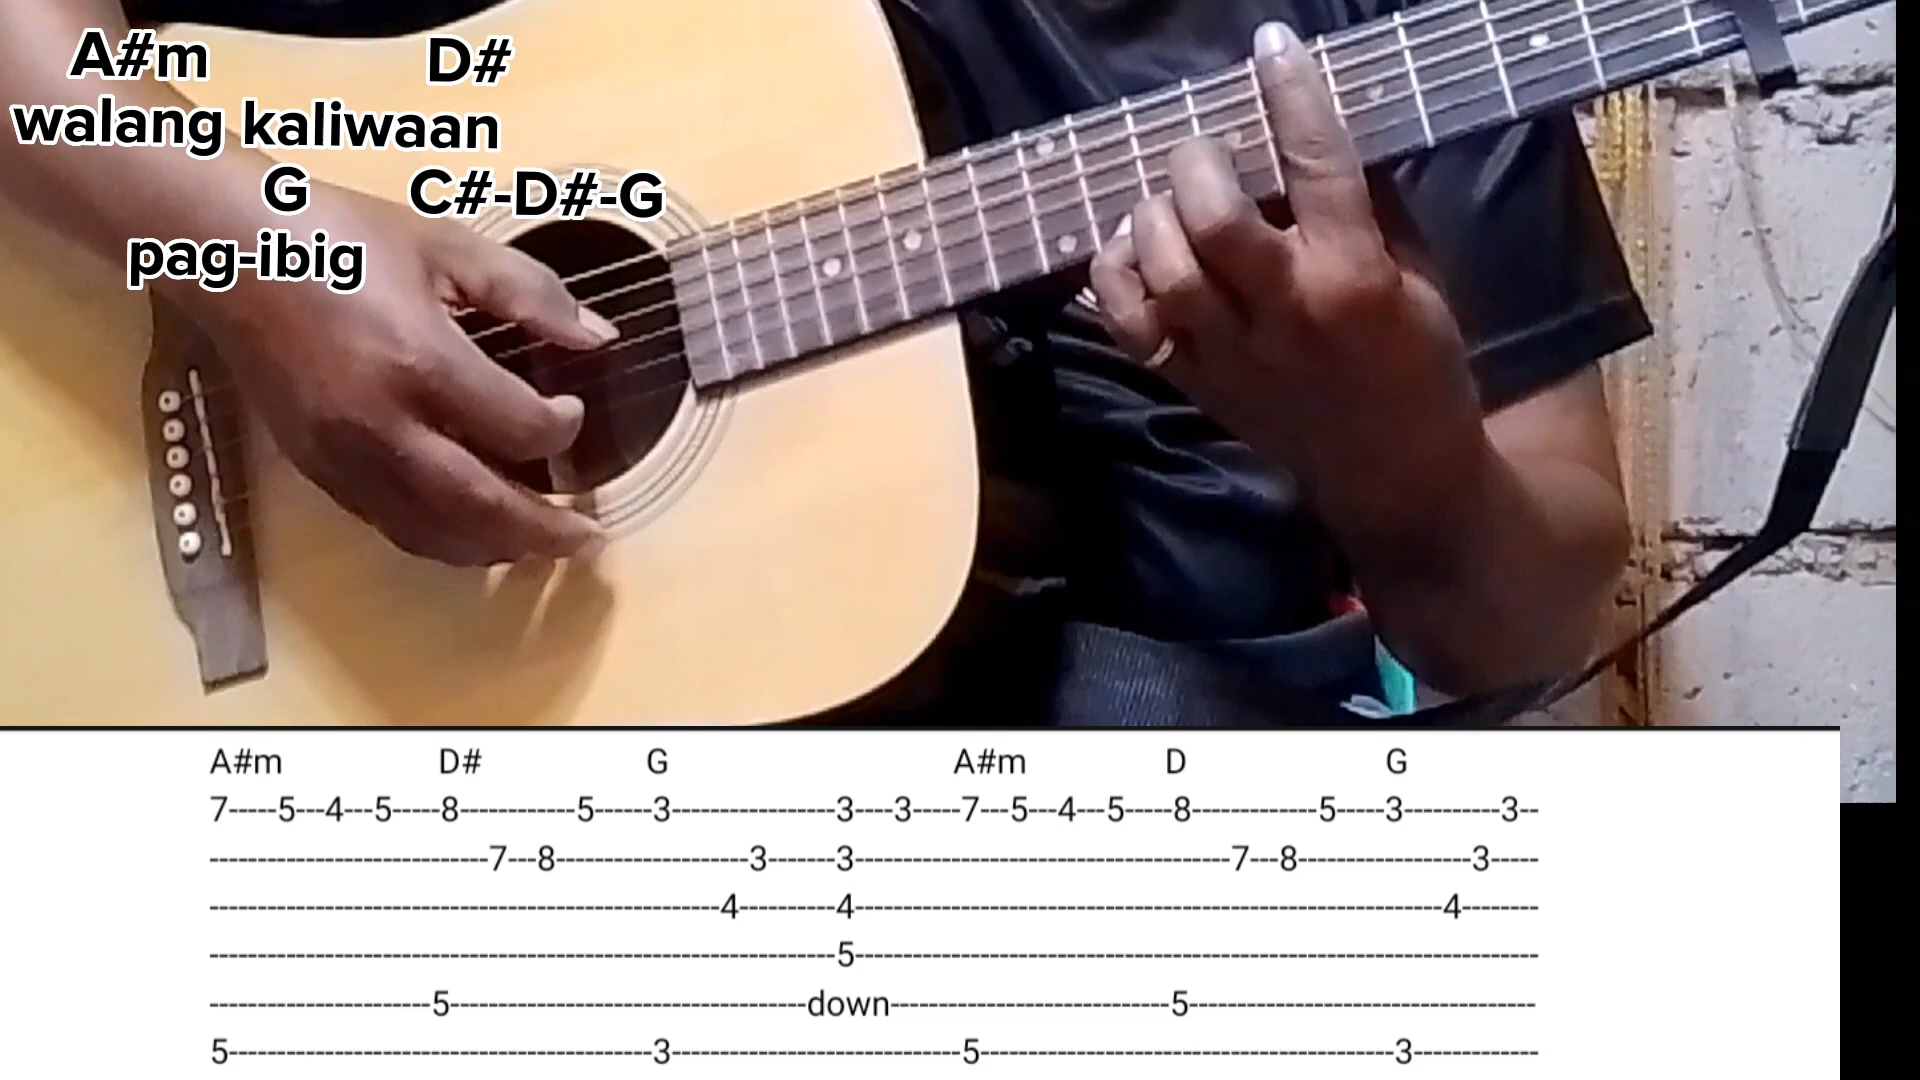 A#m D#
walang kaliwaan
G C#-D#-G
pag-ibig
A#m D# G A#m D G
7-----5---4---5-----8------------5-----3------------------3----3-----7---5---4---5-----8-------------5----3----------3--
-----------------------------7---8---------------------3-------3----------------------------------------7---8------------------3-----
-----------------------------------------------------4----------4--------------------------------------------------------------4--------
-----------------------------------------------------------------5------------------------------------------------------------------------
-----------------------5-------------------------------------down-----------------------------5-------------------------------------
5--------------------------------------------3-------------------------------5--------------------------------------------3-------------